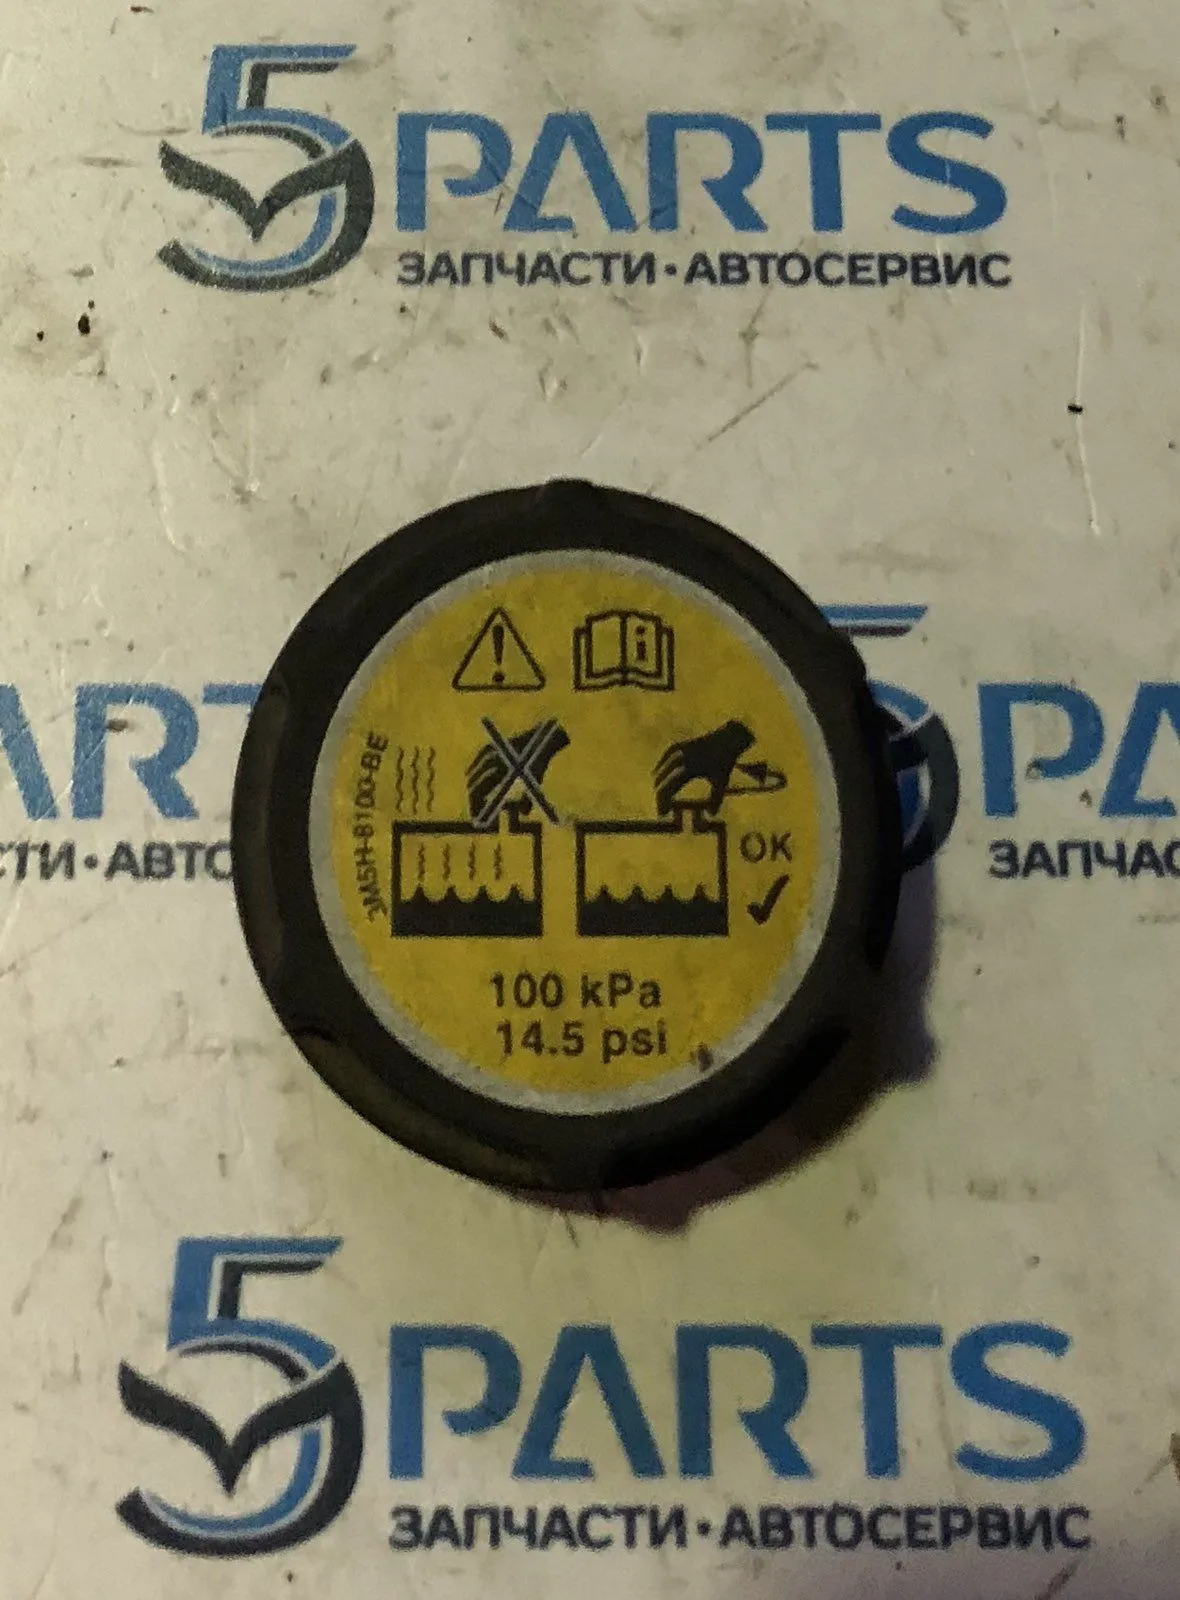 5PARTS
ЗАПЧАСТИ·АВТОСЕРВИС
i
3M5H-8100-BE
OK
100 kPa
14.5 psi
ART
СТИ·АВТО
PA
ЗАПЧАС
5PARTS
ЗАПЧАСТИ·АВТОСЕРВИС